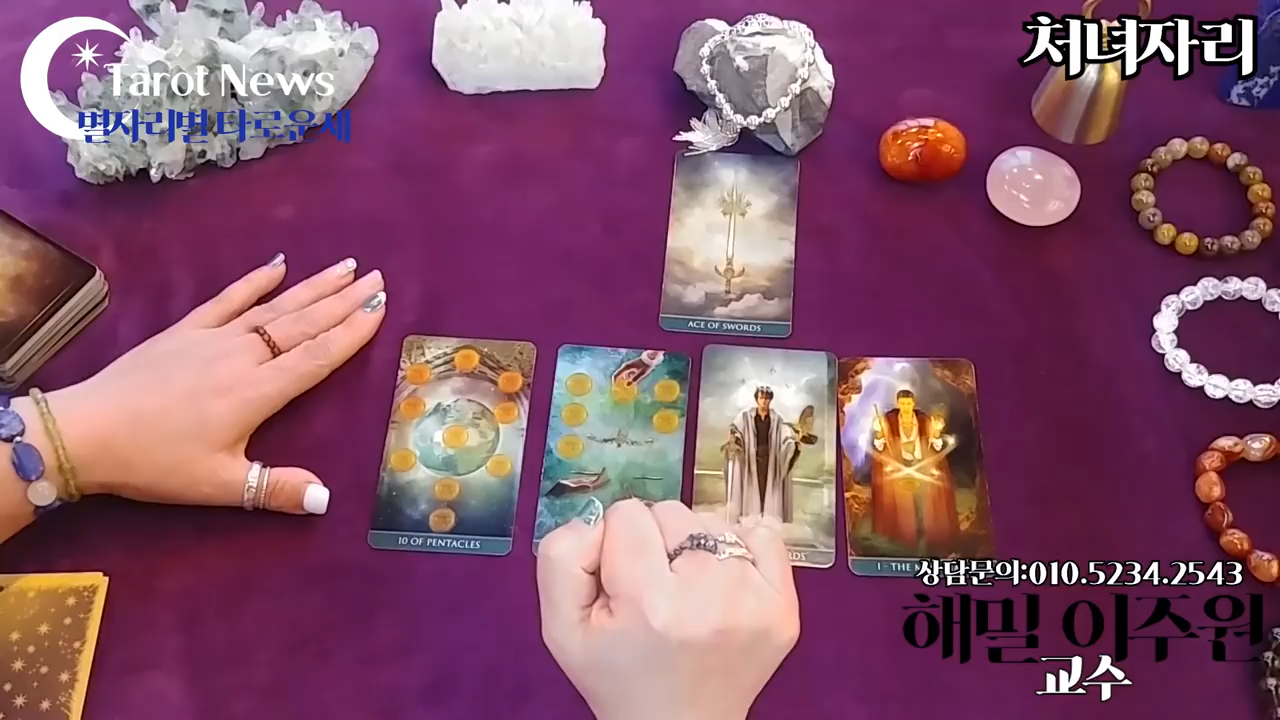 Tarot News
별자리별 타로운세
처녀자리
ACE OF SWORDS
10 OF PENTACLES
I - THE
상담문의:010.5234.2543
해밀 이주원
교수